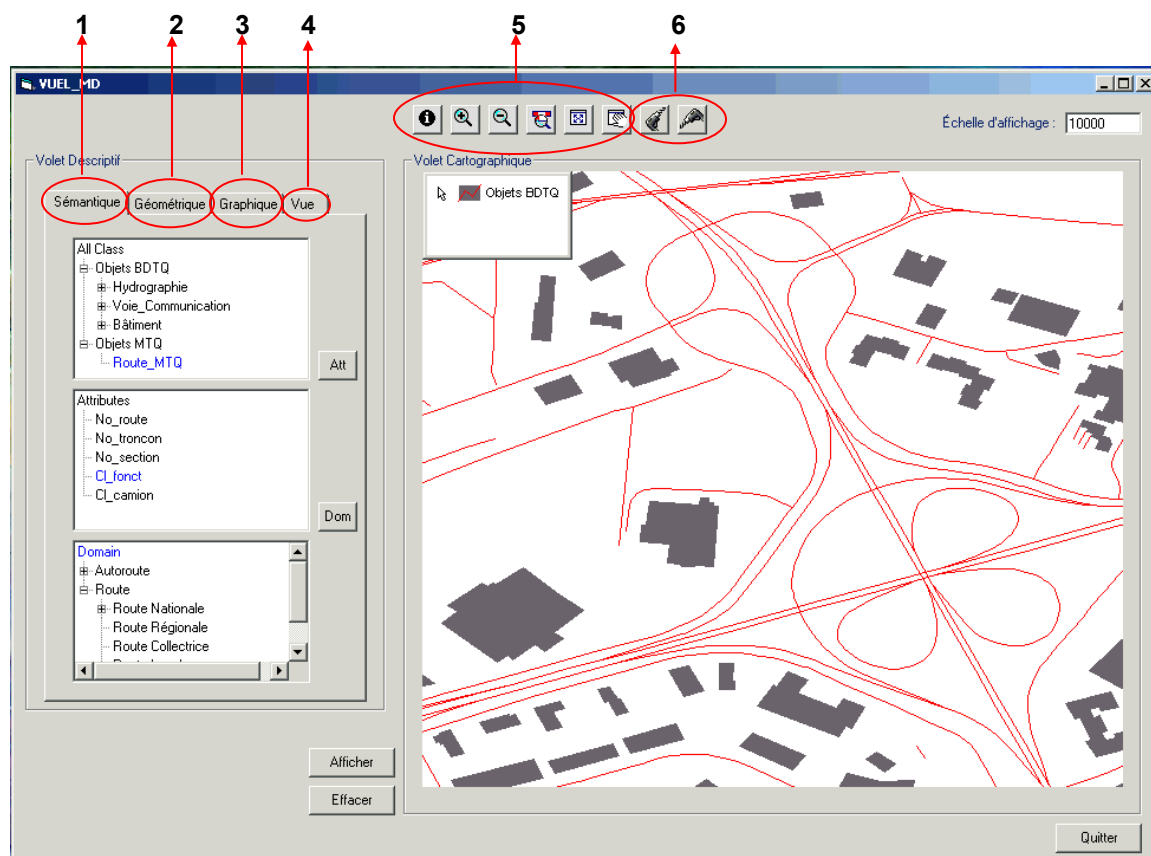 1 2 3 4 5 6
VUEL_MD
Échelle d'affichage : 10000
Volet Descriptif
Volet Cartographique
Sémantique Géométrique Graphique Vue
Objets BDTQ
All Class
Objets BDTQ
Hydrographie
Voie_Communication
Bâtiment
Objets MTQ
Route_MTQ
Att
Attributes
No_route
No_troncon
No_section
Cl_fonct
Cl_camion
Dom
Domain
Autoroute
Route
Route Nationale
Route Régionale
Route Collectrice
Afficher
Effacer
Quitter